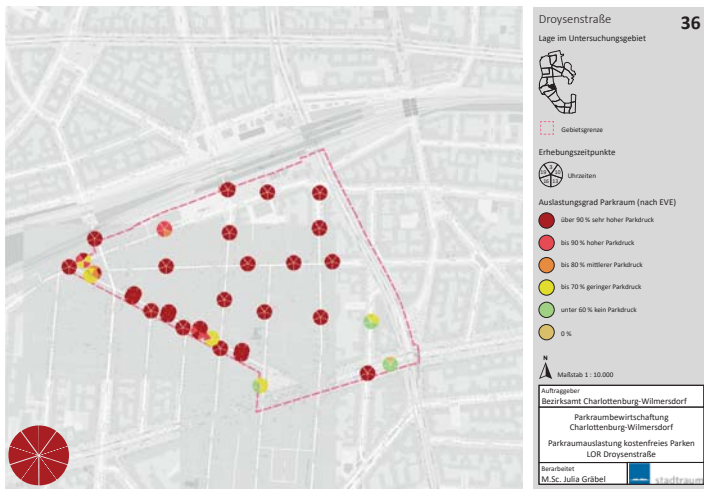 Droysenstraße
36
Lage im Untersuchungsgebiet
Gebietsgrenze
Erhebungszeitpunkte
Uhrzeiten
Auslastungsgrad Parkraum (nach EVE)
über 90 % sehr hoher Parkdruck
bis 90 % hoher Parkdruck
bis 80 % mittlerer Parkdruck
bis 70 % geringer Parkdruck
unter 60 % kein Parkdruck
0 %
N
Maßstab 1 : 10.000
Auftraggeber
Bezirksamt Charlottenburg-Wilmersdorf
Parkraumbewirtschaftung
Charlottenburg-Wilmersdorf
Parkraumauslastung kostenfreies Parken
LOR Droysenstraße
Berarbeitet
M.Sc. Julia Gräbel
stadtraum